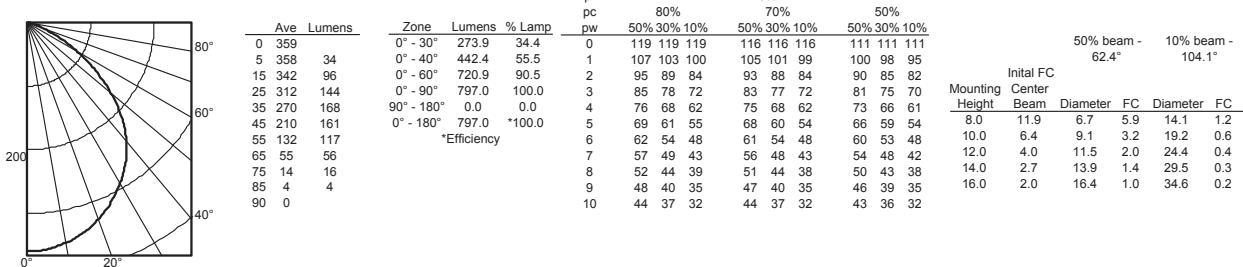 80°
60°
40°
200
0°
20°
Ave Lumens
0 359
5 358 34
15 342 96
25 312 144
35 270 168
45 210 161
55 132 117
65 55 56
75 14 16
85 4 4
90 0
Zone Lumens % Lamp
0° - 30° 273.9 34.4
0° - 40° 442.4 55.5
0° - 60° 720.9 90.5
0° - 90° 797.0 100.0
90° - 180° 0.0 0.0
0° - 180° 797.0 *100.0
*Efficiency
pc 80% 70% 50%
pw 50% 30% 10% 50% 30% 10% 50% 30% 10%
0 119 119 119 116 116 116 111 111 111
1 107 103 100 105 101 99 100 98 95
2 95 89 84 93 88 84 90 85 82
3 85 78 72 83 77 72 81 75 70
4 76 68 62 75 68 62 73 66 61
5 69 61 55 68 60 54 66 59 54
6 62 54 48 61 54 48 60 53 48
7 57 49 43 56 48 43 54 48 42
8 52 44 39 51 44 38 50 43 38
9 48 40 35 47 40 35 46 39 35
10 44 37 32 44 37 32 43 36 32
50% beam - 10% beam -
62.4° 104.1°
Inital FC
Mounting Center
Height Beam Diameter FC Diameter FC
8.0 11.9 6.7 5.9 14.1 1.2
10.0 6.4 9.1 3.2 19.2 0.6
12.0 4.0 11.5 2.0 24.4 0.4
14.0 2.7 13.9 1.4 29.5 0.3
16.0 2.0 16.4 1.0 34.6 0.2